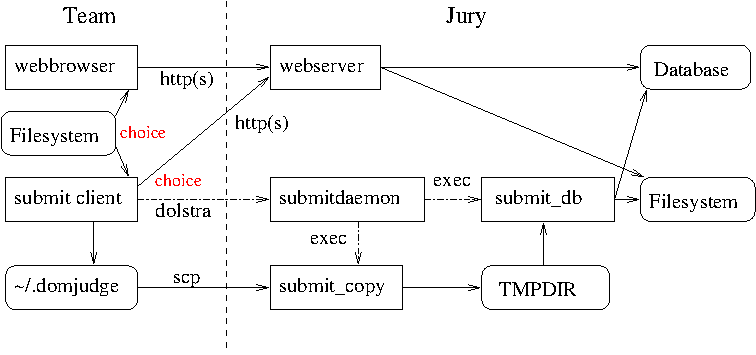 Team
Jury
webbrowser
http(s)
webserver
Database
Filesystem
choice
http(s)
submit client
choice
dolstra
submitdaemon
exec
submit_db
Filesystem
exec
~/.domjudge
scp
submit_copy
TMPDIR